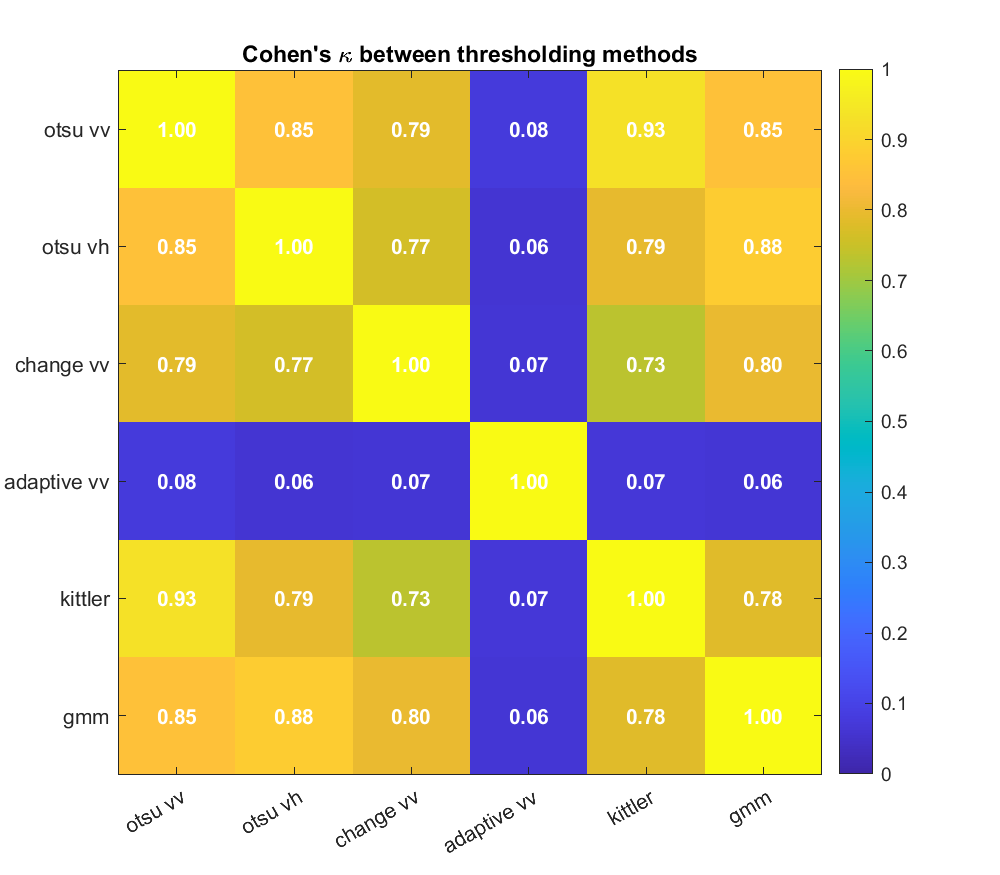 Cohen's κ between thresholding methods
otsu vv 1.00 0.85 0.79 0.08 0.93 0.85
otsu vh 0.85 1.00 0.77 0.06 0.79 0.88
change vv 0.79 0.77 1.00 0.07 0.73 0.80
adaptive vv 0.08 0.06 0.07 1.00 0.07 0.06
kittler 0.93 0.79 0.73 0.07 1.00 0.78
gmm 0.85 0.88 0.80 0.06 0.78 1.00
otsu vv otsu vh change vv adaptive vv kittler gmm
1
0.9
0.8
0.7
0.6
0.5
0.4
0.3
0.2
0.1
0